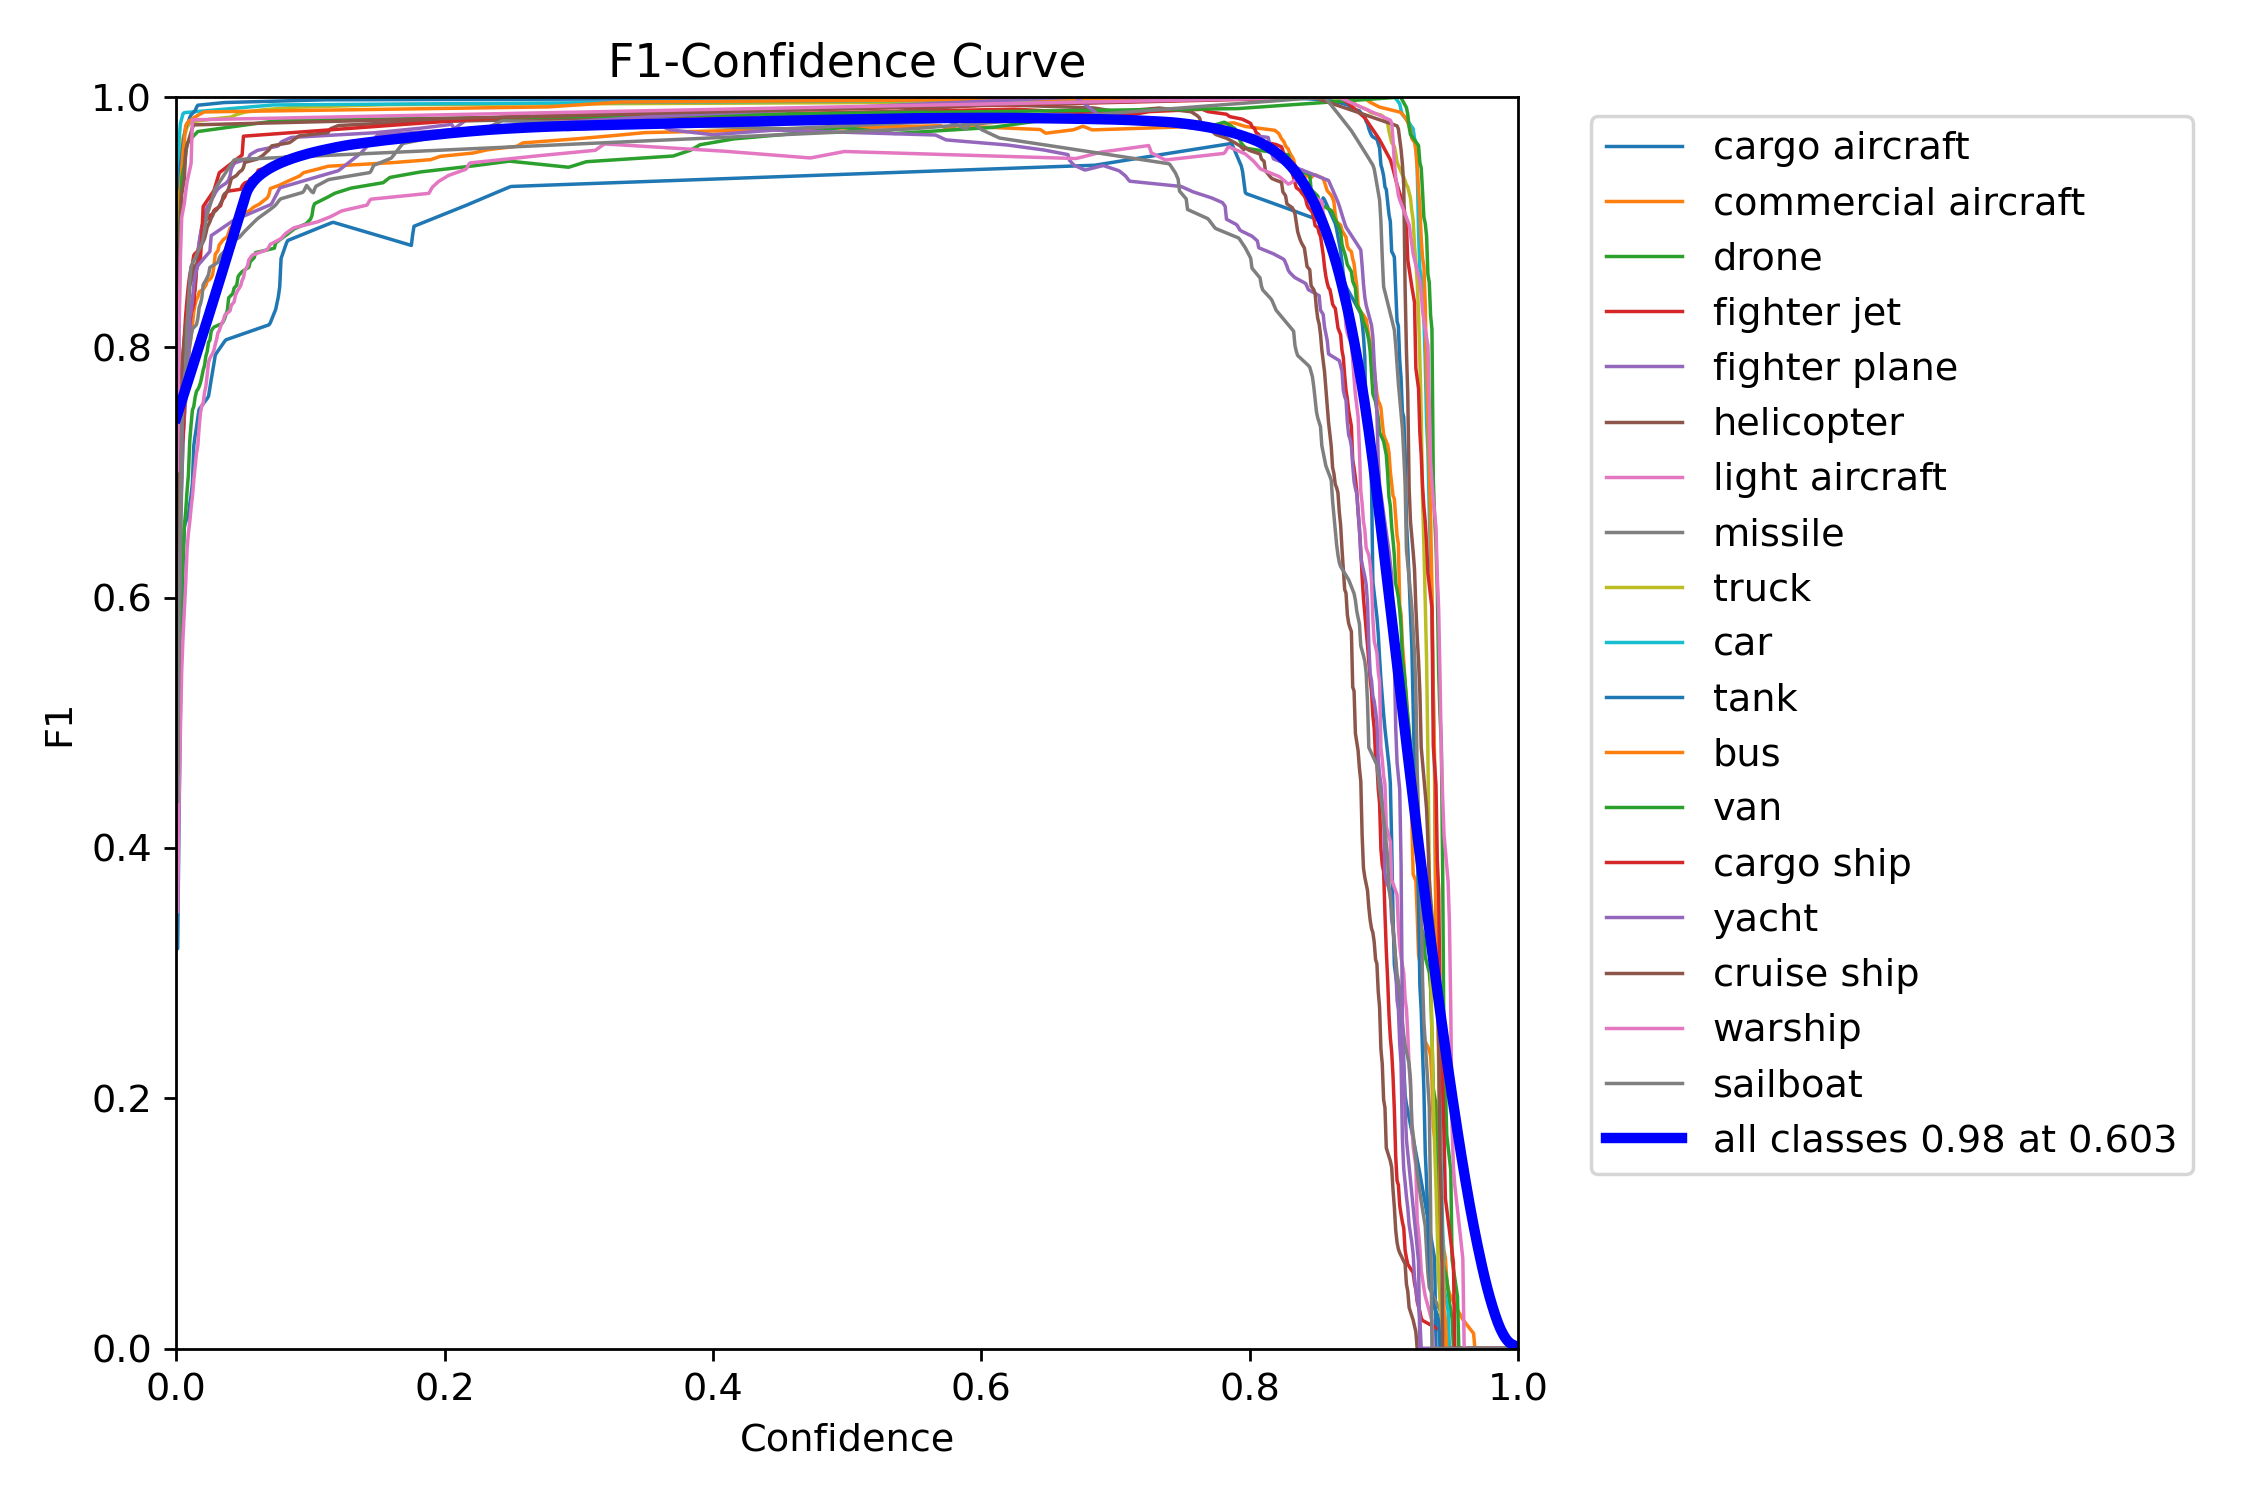 F1-Confidence Curve
1.0
0.8
0.6
0.4
0.2
0.0
F1
0.0 0.2 0.4 0.6 0.8 1.0
Confidence
cargo aircraft
commercial aircraft
drone
fighter jet
fighter plane
helicopter
light aircraft
missile
truck
car
tank
bus
van
cargo ship
yacht
cruise ship
warship
sailboat
all classes 0.98 at 0.603